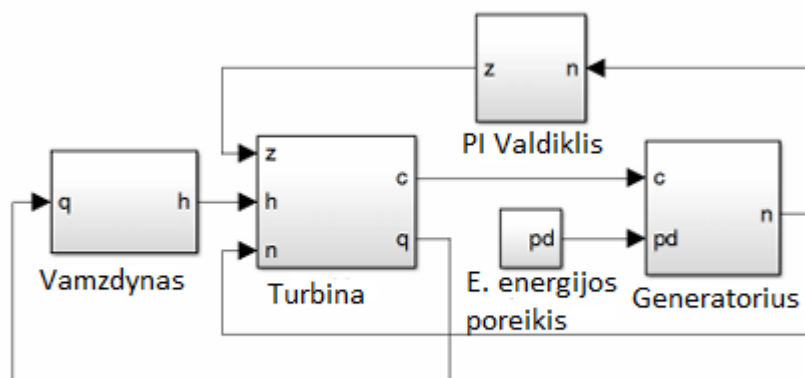 z
n
PI Valdiklis
z
h
n
c
q
Turbina
q
h
Vamzdynas
pd
E. energijos
poreikis
c
pd
n
Generatorius